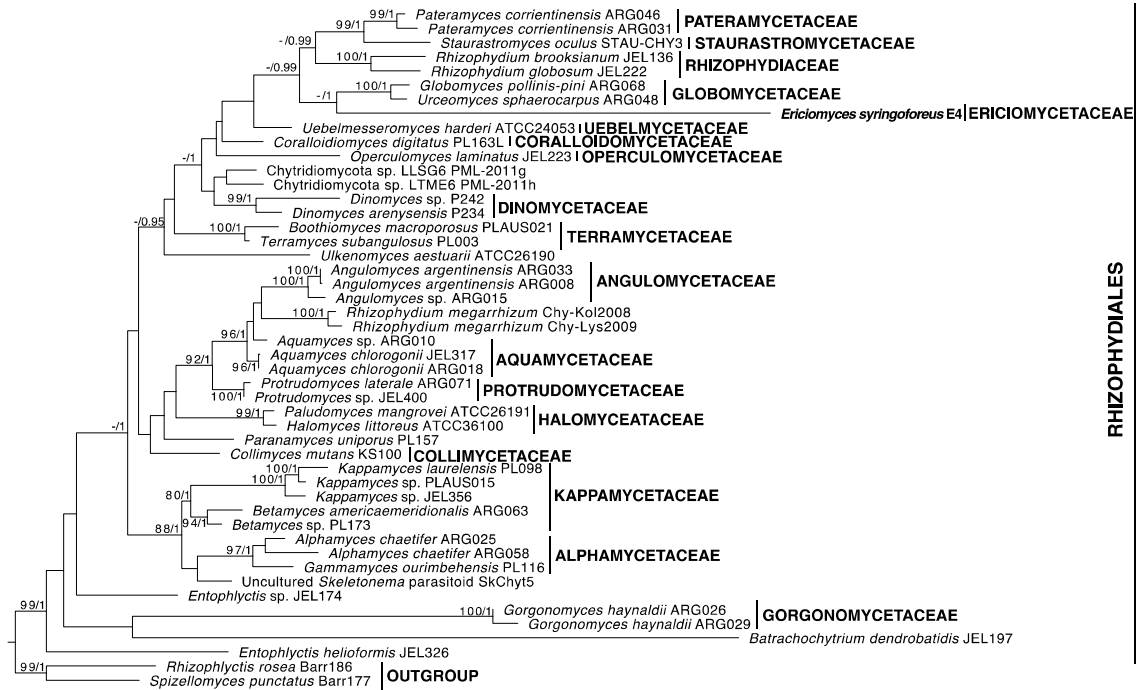 99/1 Pateramyces corrientinensis ARG046
Pateramyces corrientinensis ARG031
PATERAMYCETACEAE
99/1
-/0.99
Staurastromyces oculus STAU-CHY3 STAURASTROMYCETACEAE
100/1 Rhizophydium brooksianum JEL136
Rhizophydium globosum JEL222
RHIZOPHYDIACEAE
-/0.99
100/1 Globomyces pollinis-pini ARG068
Urceomyces sphaerocarpus ARG048
GLOBOMYCETACEAE
-/1
Ericiomyces syringoforeus E4 ERICIOMYCETACEAE
Uebelmesseromyces harderi ATCC24053 UEBELMYCETACEAE
Coralloidiomyces digitatus PL163L CORALLOIDOMYCETACEAE
Operculomyces laminatus JEL223 OPERCULOMYCETACEAE
-/1
Chytridiomycota sp. LLSG6 PML-2011g
Chytridiomycota sp. LTME6 PML-2011h
99/1 Dinomyces sp. P242
Dinomyces arenysensis P234
DINOMYCETACEAE
-/0.95
100/1 Boothiomyces macroporosus PLAUS021
Terramyces subangulosus PL003
TERRAMYCETACEAE
Ulkenomyces aestuarii ATCC26190
100/1 Angulomyces argentinensis ARG033
100/1 Angulomyces argentinensis ARG008
Angulomyces sp. ARG015
ANGULOMYCETACEAE
100/1 Rhizophydium megarrhizum Chy-Kol2008
Rhizophydium megarrhizum Chy-Lys2009
96/1
Aquamyces sp. ARG010
Aquamyces chlorogonii JEL317
96/1 Aquamyces chlorogonii ARG018
AQUAMYCETACEAE
92/1
Protrudomyces laterale ARG071
100/1 Protrudomyces sp. JEL400
PROTRUDOMYCETACEAE
99/1 Paludomyces mangrovei ATCC26191
Halomyces littoreus ATCC36100
HALOMYCEATACEAE
-/1
Paranamyces uniporus PL157
Collimyces mutans KS100 COLLIMYCETACEAE
100/1 Kappamyces laurelensis PL098
100/1 Kappamyces sp. PLAUS015
Kappamyces sp. JEL356
KAPPAMYCETACEAE
80/1
Betamyces americaemeridionalis ARG063
94/1 Betamyces sp. PL173
88/1
Alphamyces chaetifer ARG025
97/1 Alphamyces chaetifer ARG058
Gammamyces ourimbehensis PL116
ALPHAMYCETACEAE
Uncultured Skeletonema parasitoid SkChyt5
Entophlyctis sp. JEL174
99/1
100/1 Gorgonomyces haynaldii ARG026
Gorgonomyces haynaldii ARG029
GORGONOMYCETACEAE
Batrachochytrium dendrobatidis JEL197
Entophlyctis helioformis JEL326
99/1 Rhizophlyctis rosea Barr186
Spizellomyces punctatus Barr177
OUTGROUP
RHIZOPHYDIALES